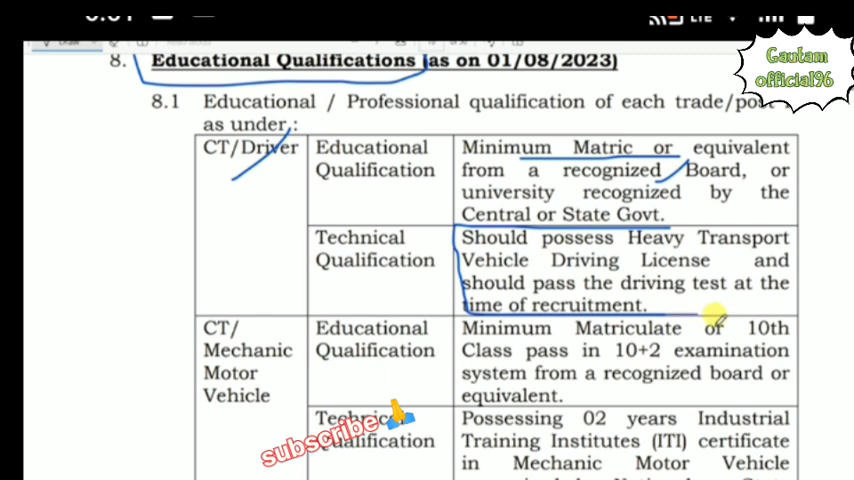 LTE
Gautam
official96
8. Educational Qualifications (as on 01/08/2023)
8.1 Educational / Professional qualification of each trade/post
as under.:
CT/Driver
Educational
Qualification
Minimum Matric or equivalent
from a recognized Board, or
university recognized by the
Central or State Govt.
Technical
Qualification
Should possess Heavy Transport
Vehicle Driving License and
should pass the driving test at the
time of recruitment.
CT/
Mechanic
Motor
Vehicle
Educational
Qualification
Minimum Matriculate or 10th
Class pass in 10+2 examination
system from a recognized board or
equivalent.
Technical
Qualification
Possessing 02 years Industrial
Training Institutes (ITI) certificate
in Mechanic Motor Vehicle
subscribe